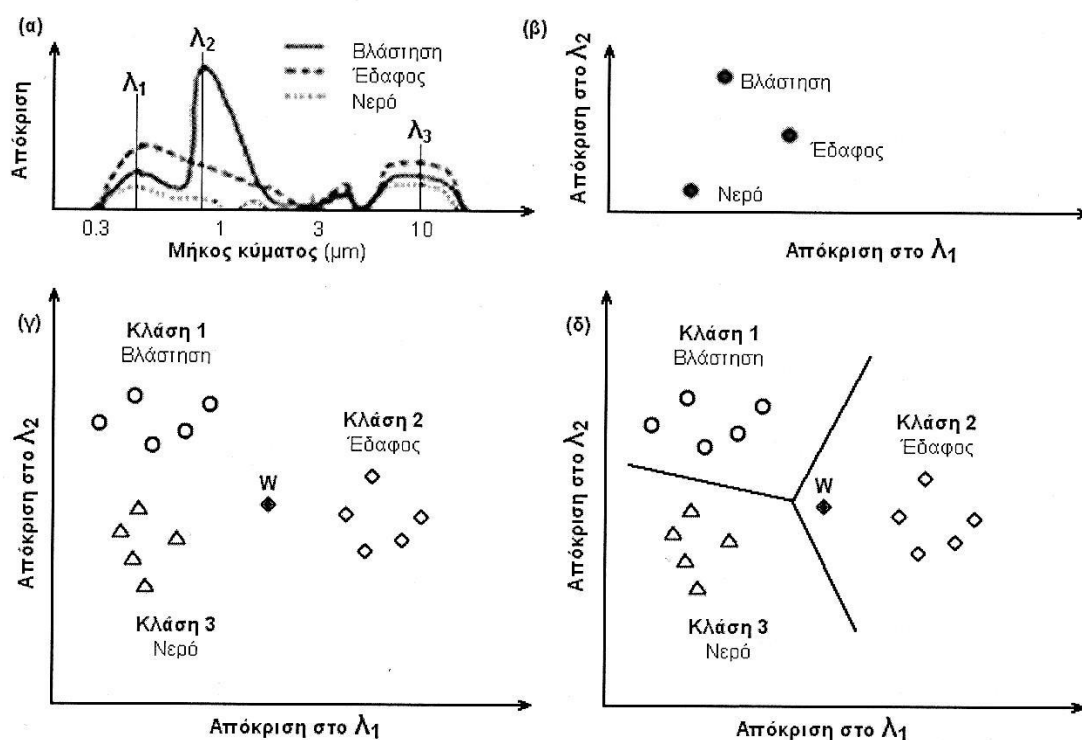 (α)
Απόκριση
λ₁
λ₂
λ₃
Βλάστηση
Έδαφος
Νερό
0.3 1 3 10
Μήκος κύματος (μm)
(β)
Απόκριση στο λ₂
Βλάστηση
Έδαφος
Νερό
Απόκριση στο λ₁
(γ)
Απόκριση στο λ₂
Κλάση 1
Βλάστηση
Κλάση 2
Έδαφος
W
Κλάση 3
Νερό
Απόκριση στο λ₁
(δ)
Απόκριση στο λ₂
Κλάση 1
Βλάστηση
Κλάση 2
Έδαφος
W
Κλάση 3
Νερό
Απόκριση στο λ₁